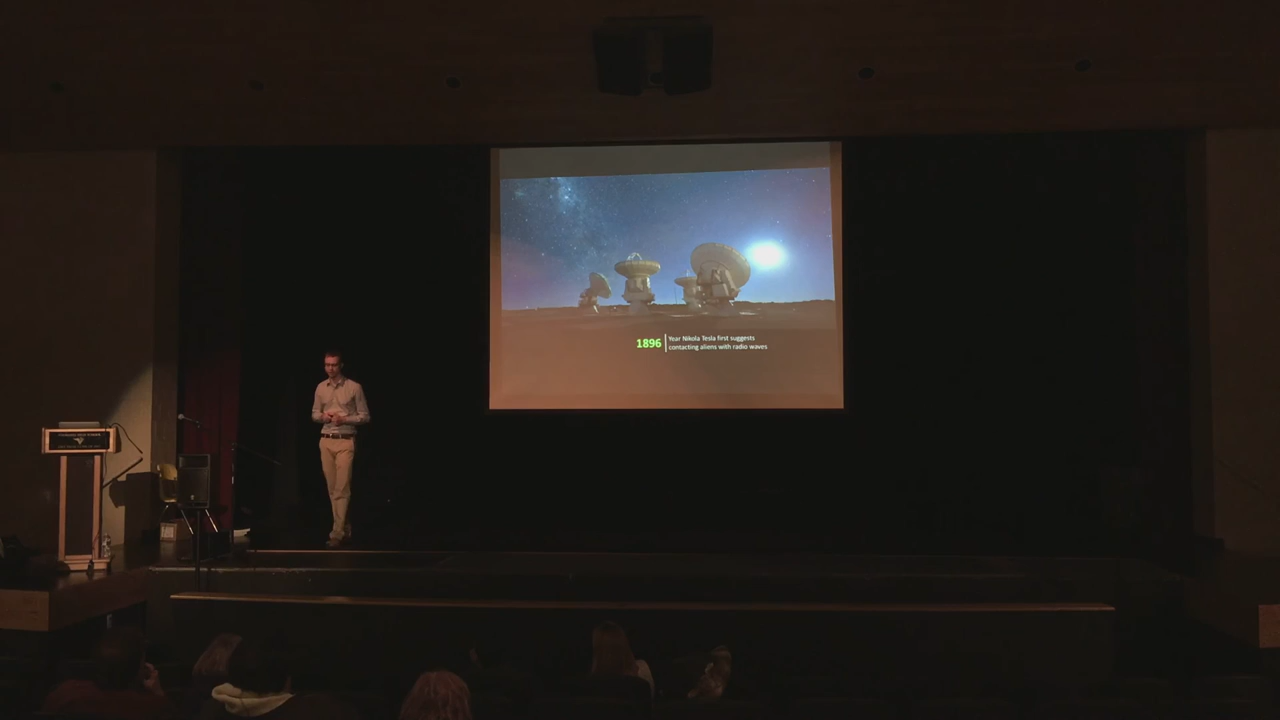 1896
Year Nikola Tesla first suggests
contacting aliens with radio waves